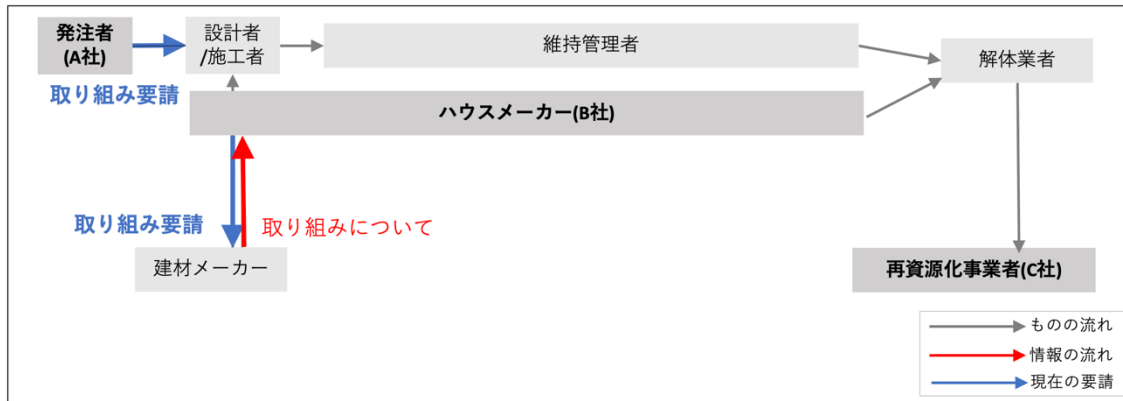 発注者
(A社)
設計者
/施工者
維持管理者
解体業者
取り組み要請
ハウスメーカー(B社)
取り組み要請
取り組みについて
建材メーカー
再資源化事業者(C社)
ものの流れ
情報の流れ
現在の要請